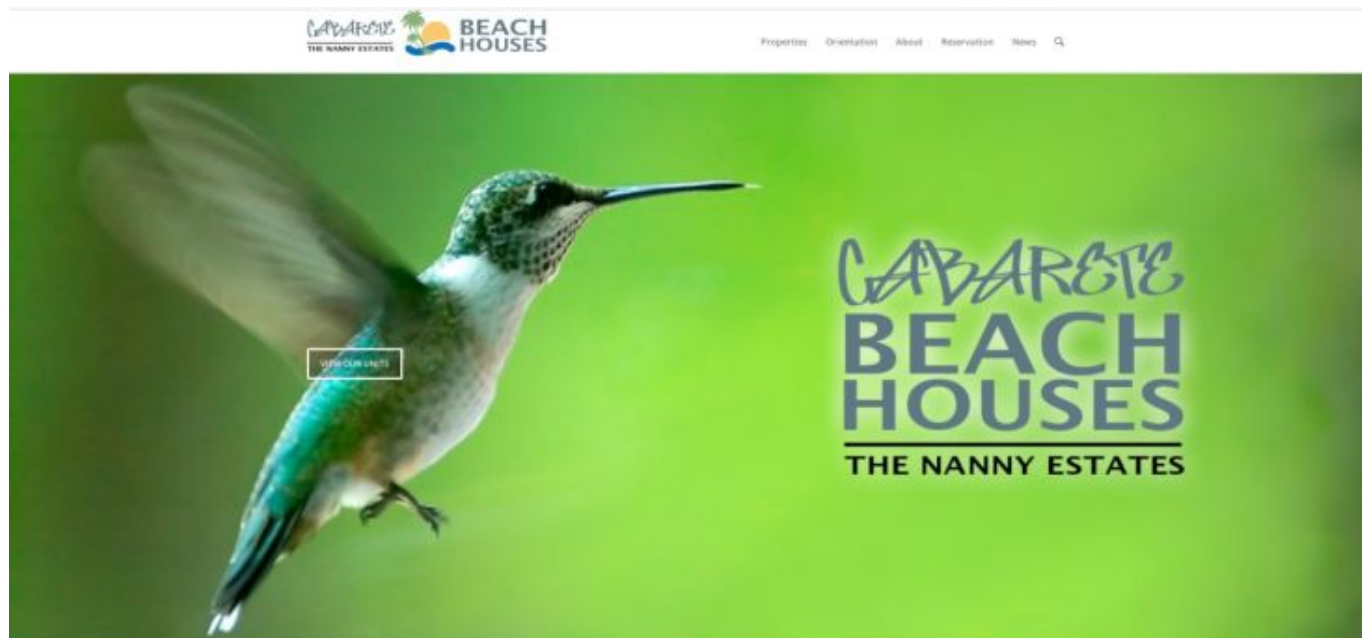 CABARETE
THE NANNY ESTATES
BEACH
HOUSES
Properties Orientation About Reservation News
VIEW OUR UNITS
CABARETE
BEACH
HOUSES
THE NANNY ESTATES